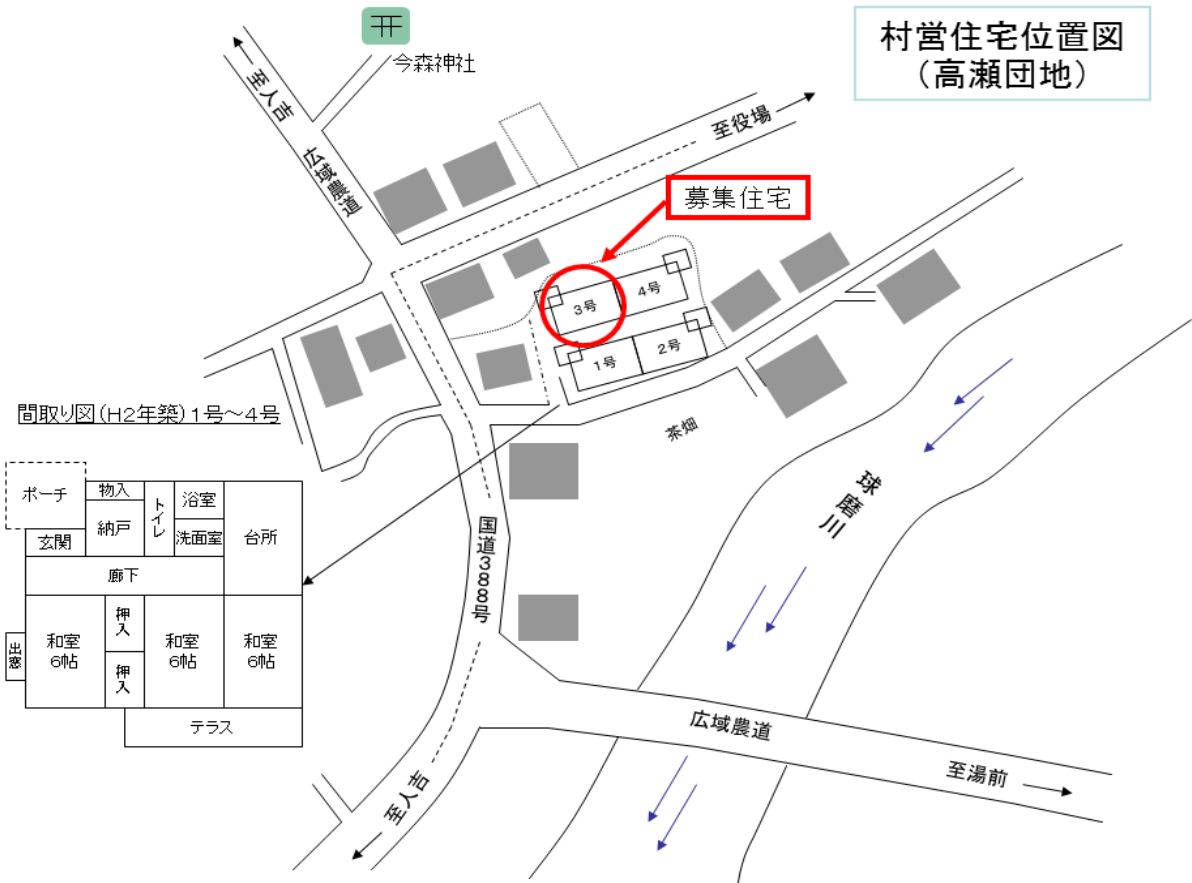 村営住宅位置図
（高瀬団地）
今森神社
至人吉
広域農道
至役場
募集住宅
3号
4号
1号
2号
茶畑
球磨川
国道388号
広域農道
至湯前
至人吉
間取り図（H2年築）1号～4号
ポーチ
物入
納戸
トイレ
浴室
洗面室
台所
玄関
廊下
出窓
和室
6帖
押入
押入
和室
6帖
和室
6帖
テラス